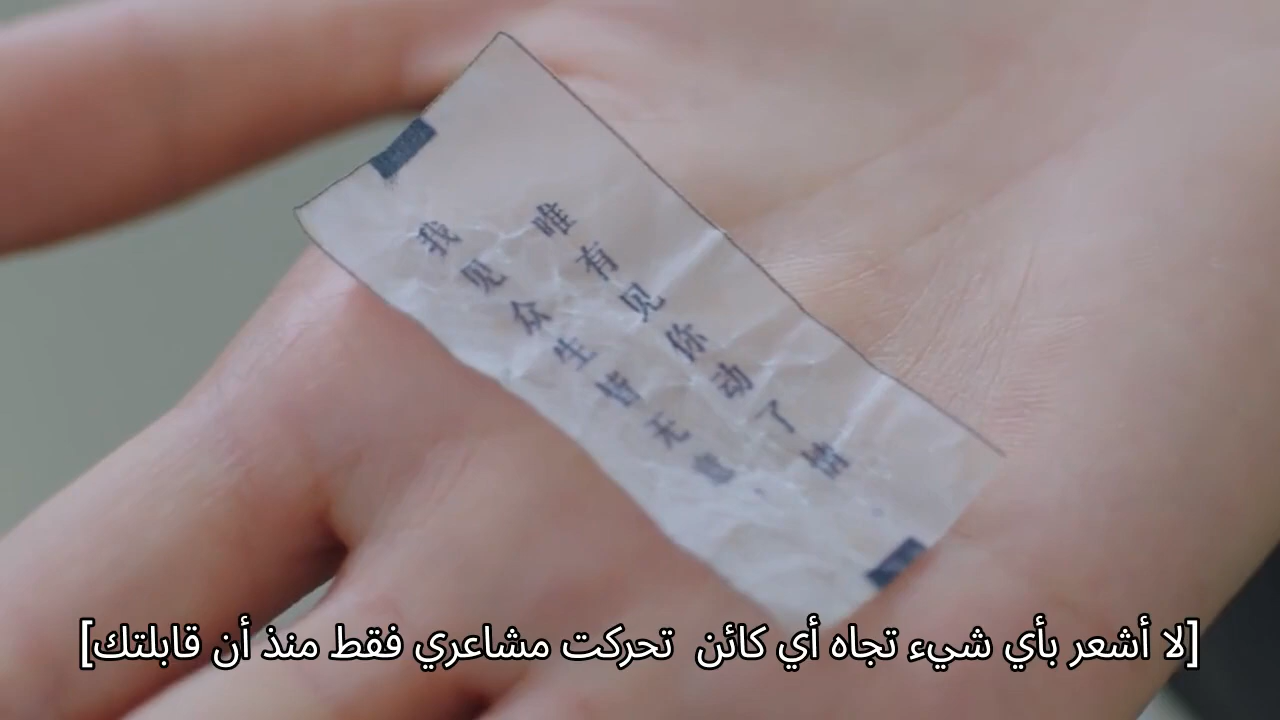 我见众生皆无意
唯有见你动了情
[لا أشعر بأي شيء تجاه أي كائن تحركت مشاعري فقط منذ أن قابلتك]